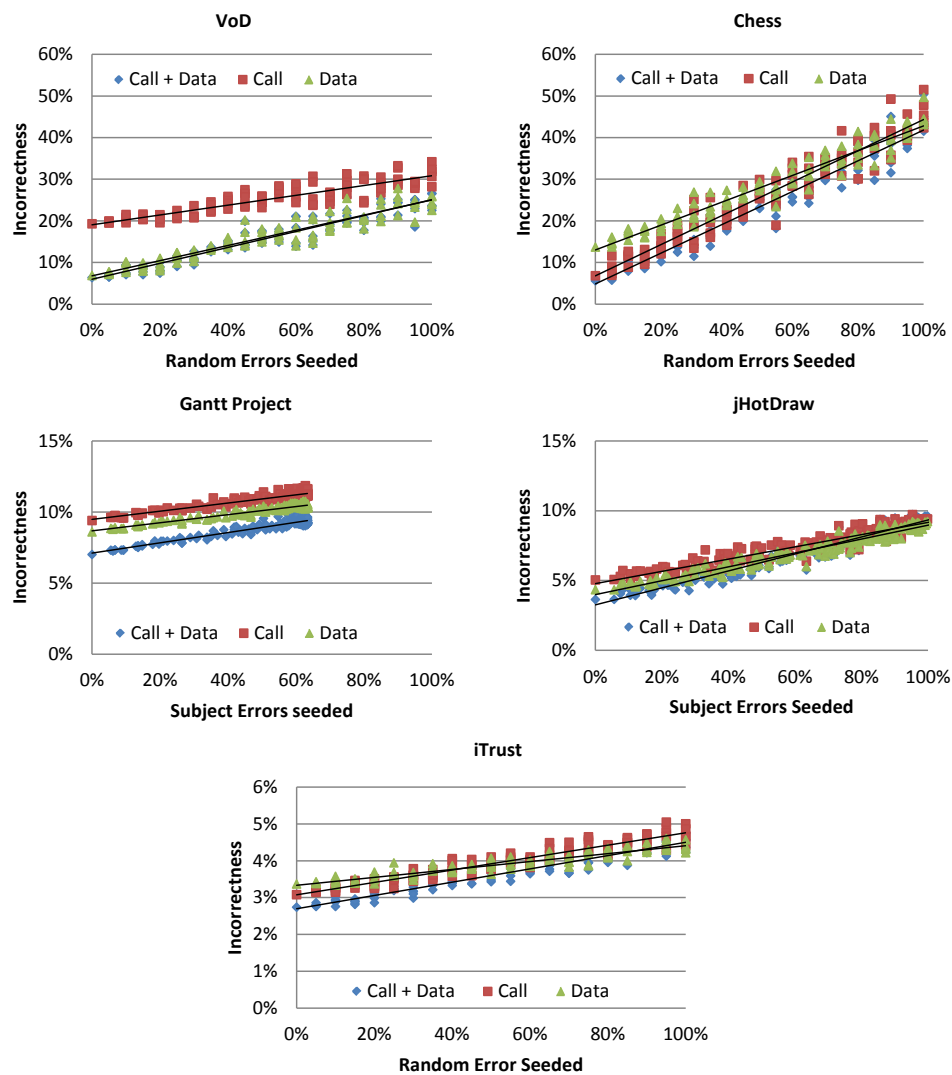 VoD
60%
50%
40%
30%
20%
10%
0%
Incorrectness
Call + Data Call Data
0% 20% 40% 60% 80% 100%
Random Errors Seeded
Chess
60%
50%
40%
30%
20%
10%
0%
Incorrectness
Call + Data Call Data
0% 20% 40% 60% 80% 100%
Random Errors Seeded
Gantt Project
15%
10%
5%
0%
Incorrectness
Call + Data Call Data
0% 20% 40% 60% 80% 100%
Subject Errors seeded
jHotDraw
15%
10%
5%
0%
Incorrectness
Call + Data Call Data
0% 20% 40% 60% 80% 100%
Subject Errors Seeded
iTrust
6%
5%
4%
3%
2%
1%
0%
Incorrectness
Call + Data Call Data
0% 20% 40% 60% 80% 100%
Random Error Seeded